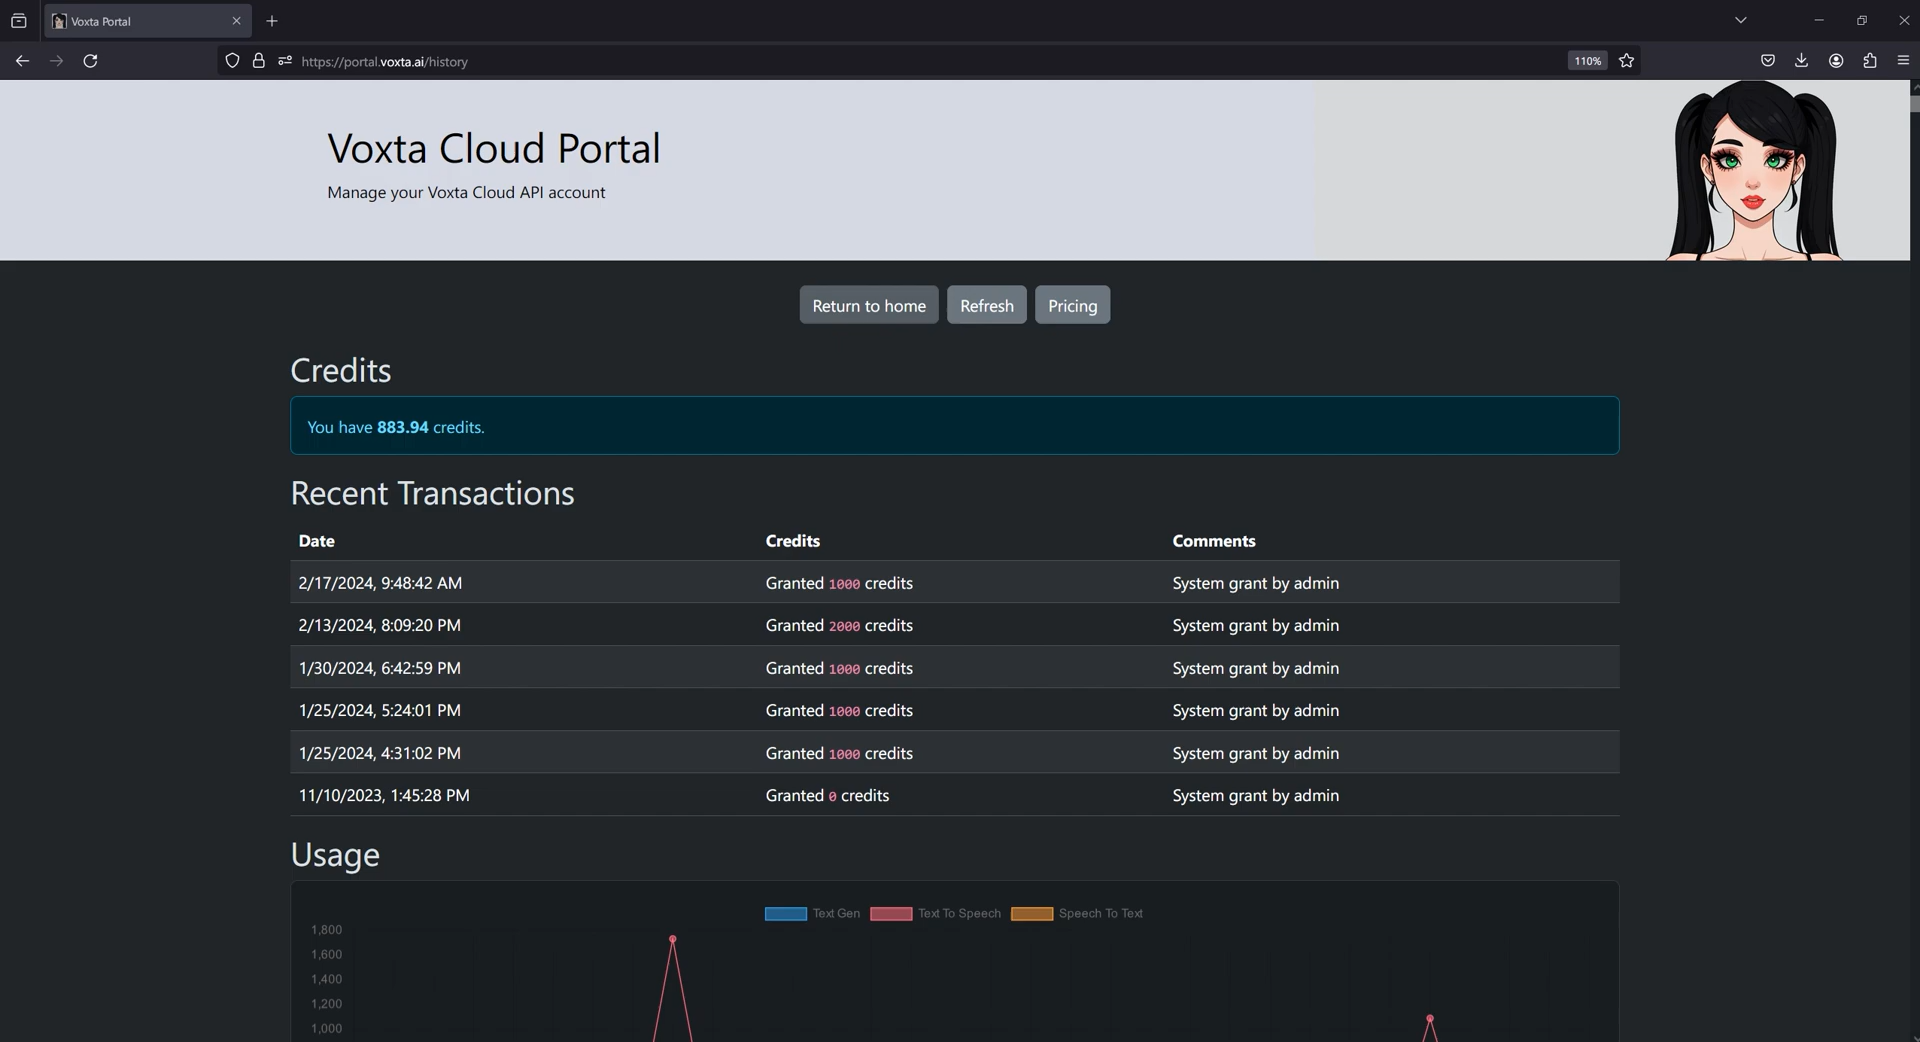 Voxta Portal
https://portal.voxta.ai/history
110%
Voxta Cloud Portal
Manage your Voxta Cloud API account
Return to home Refresh Pricing
Credits
You have 883.94 credits.
Recent Transactions
Date Credits Comments
2/17/2024, 9:48:42 AM Granted 1000 credits System grant by admin
2/13/2024, 8:09:20 PM Granted 2000 credits System grant by admin
1/30/2024, 6:42:59 PM Granted 1000 credits System grant by admin
1/25/2024, 5:24:01 PM Granted 1000 credits System grant by admin
1/25/2024, 4:31:02 PM Granted 1000 credits System grant by admin
11/10/2023, 1:45:28 PM Granted 0 credits System grant by admin
Usage
Text Gen Text To Speech Speech To Text
1,800
1,600
1,400
1,200
1,000